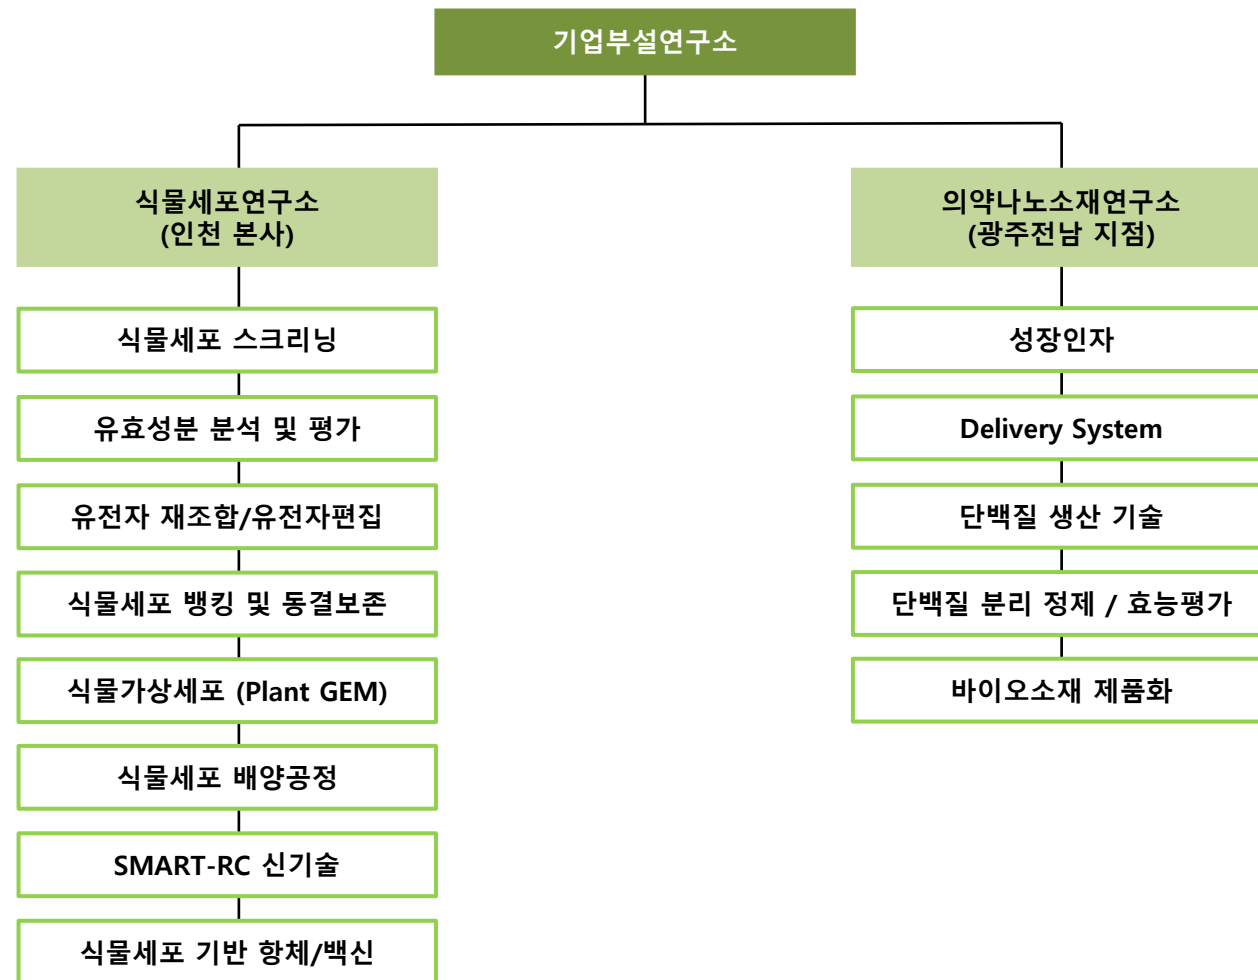 기업부설연구소
식물세포연구소
(인천 본사)
식물세포 스크리닝
유효성분 분석 및 평가
유전자 재조합/유전자편집
식물세포 뱅킹 및 동결보존
식물가상세포 (Plant GEM)
식물세포 배양공정
SMART-RC 신기술
식물세포 기반 항체/백신
의약나노소재연구소
(광주전남 지점)
성장인자
Delivery System
단백질 생산 기술
단백질 분리 정제 / 효능평가
바이오소재 제품화